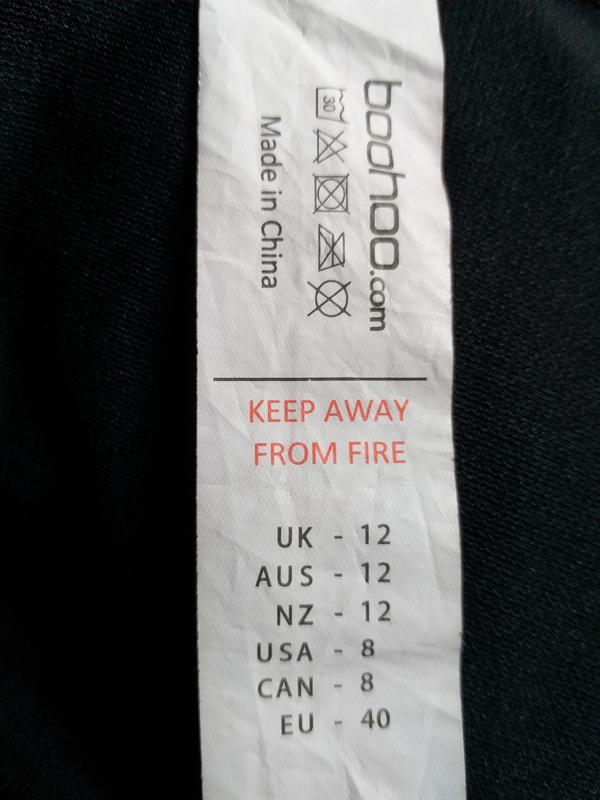 boohoo.com
30
Made in China
KEEP AWAY
FROM FIRE
UK - 12
AUS - 12
NZ - 12
USA - 8
CAN - 8
EU - 40